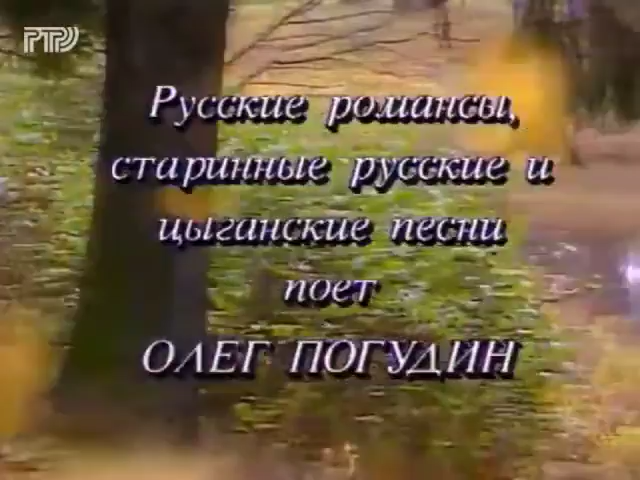 РТР
Русские романсы,
старинные русские и
цыганские песни
поет
ОЛЕГ ПОГУДИН